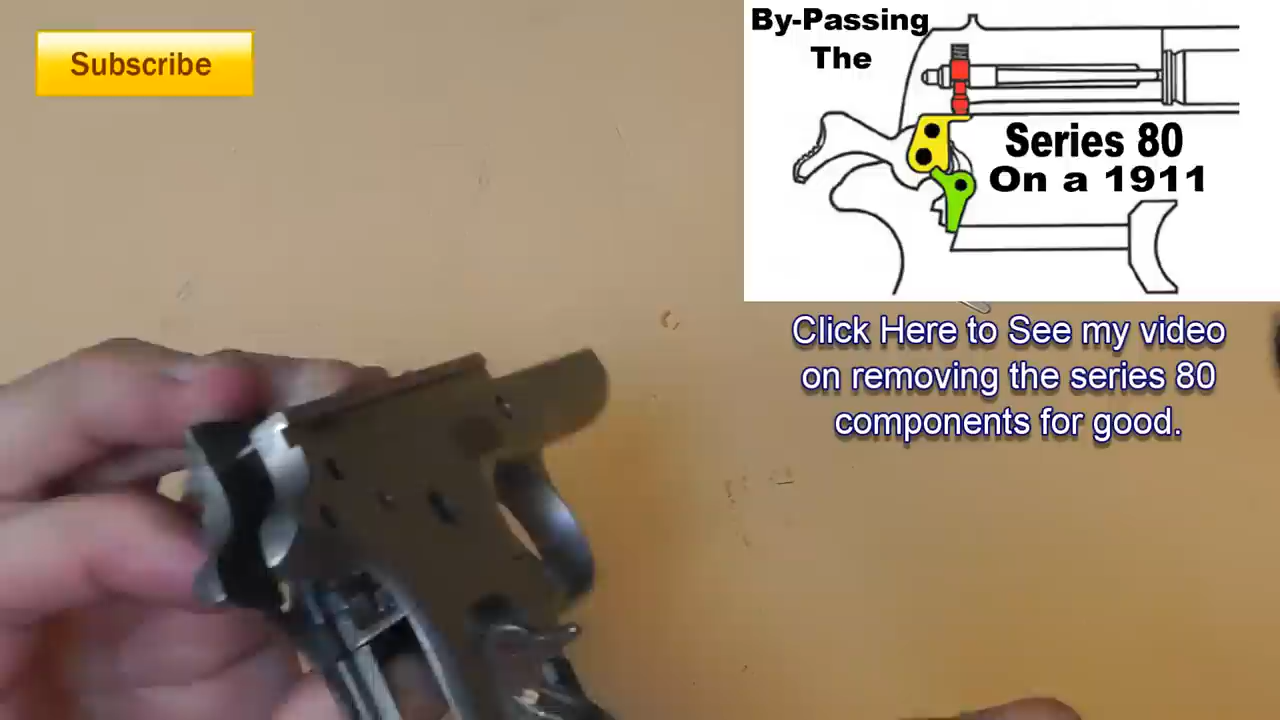 Subscribe
By-Passing
The
Series 80
On a 1911
Click Here to See my video
on removing the series 80
components for good.